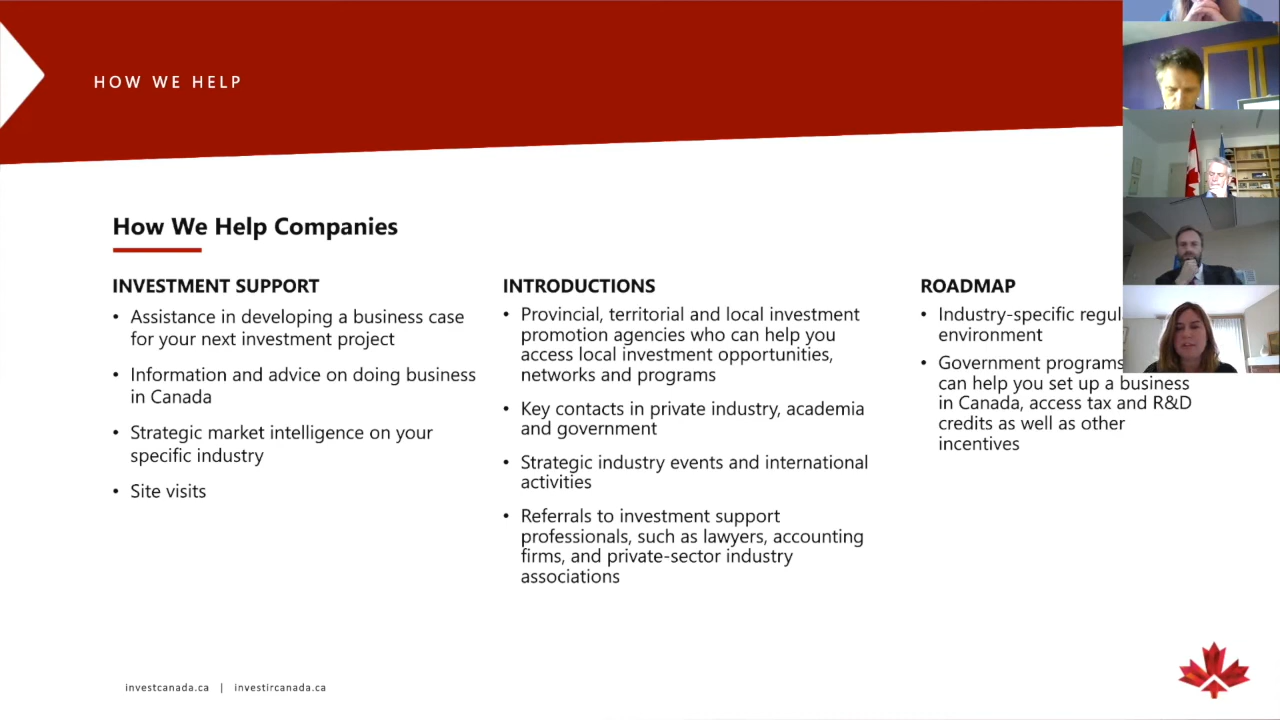 HOW WE HELP
How We Help Companies
INVESTMENT SUPPORT
• Assistance in developing a business case
for your next investment project
• Information and advice on doing business
in Canada
• Strategic market intelligence on your
specific industry
• Site visits
INTRODUCTIONS
• Provincial, territorial and local investment
promotion agencies who can help you
access local investment opportunities,
networks and programs
• Key contacts in private industry, academia
and government
• Strategic industry events and international
activities
• Referrals to investment support
professionals, such as lawyers, accounting
firms, and private-sector industry
associations
ROADMAP
• Industry-specific
environment
• Government programs
can help you set up a business
in Canada, access tax and R&D
credits as well as other
incentives
investcanada.ca | investircanada.ca